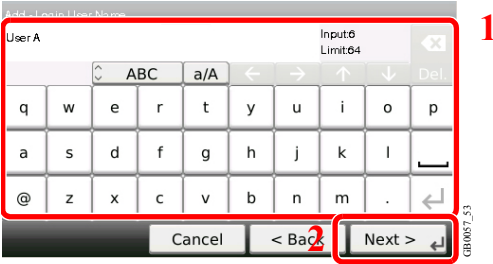 Add - Login User Name
User A
Input:6
Limit:64
1
ABC a/A ← → ↑ ↓ Del.
q w e r t y u i o p
a s d f g h j k l
@ z x c v b n m .
2
Cancel < Back Next >
GB0057_53